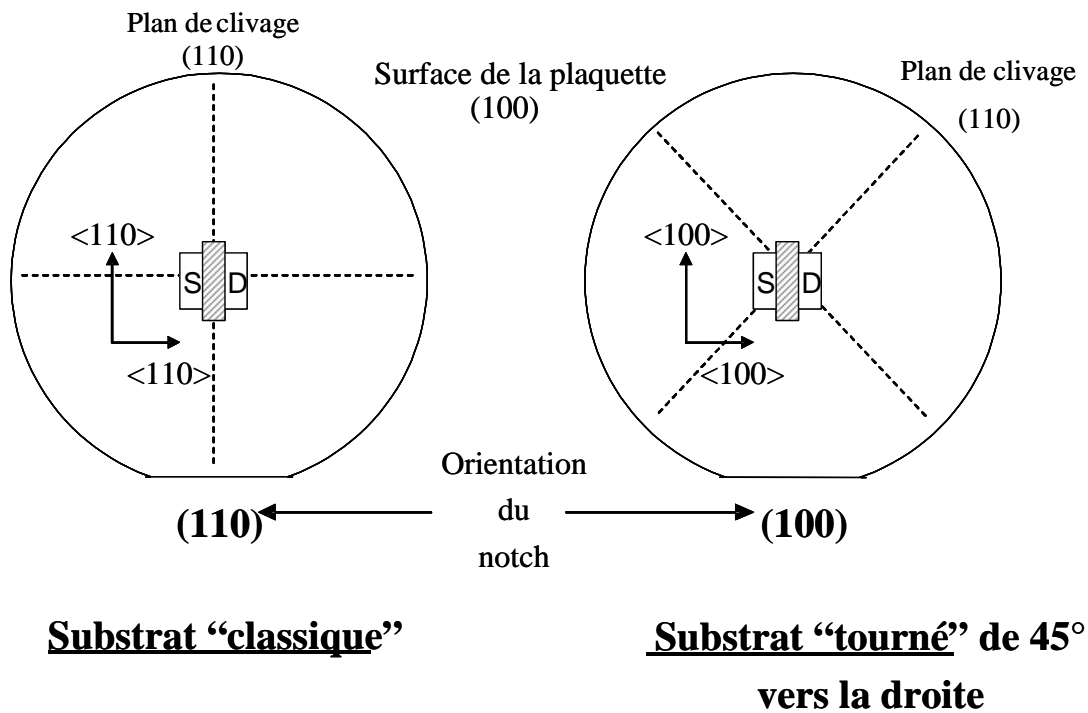 Plan de clivage
(110)
Surface de la plaquette
(100)
Plan de clivage
(110)
<110>
S D
<110>
<100>
S D
<100>
Orientation
du
notch
(110)
(100)
Substrat “classique”
Substrat “tourné” de 45°
vers la droite